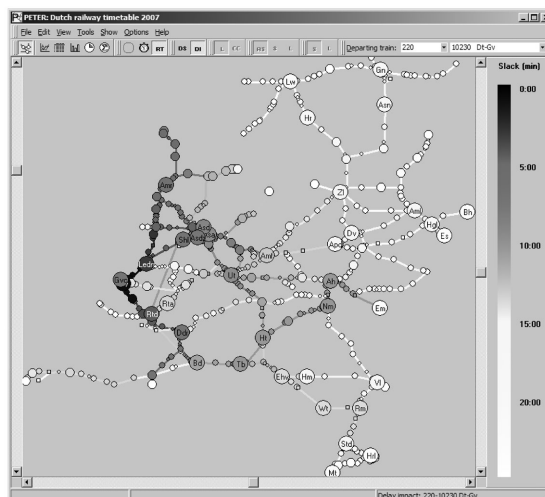 PETER: Dutch railway timetable 2007
File Edit View Tools Show Options Help
RT DS DI L CC RS S L S L Departing train: 220 10230 Dt-Gv
Slack (min)
0:00
5:00
10:00
15:00
20:00
Lw
Gn
Asn
Hr
Zl
Amr
Aml
Hgl
Bh
Es
Dv
Apd
Shl
Asd
Ledn
Gvc
Ut
Amf
Ah
Nm
Em
Rta
Rtd
Ddr
Ht
Bd
Tb
Ehv
Hm
Vl
Wt
Rm
Std
Hrl
Mt
Delay impact: 220-10230 Dt-Gv